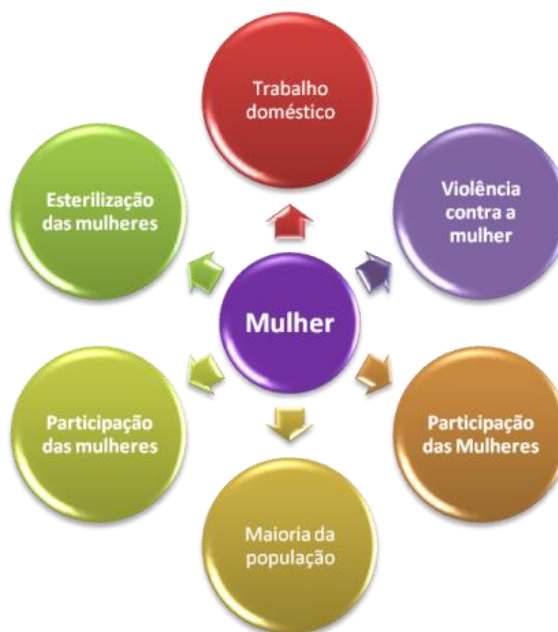 Trabalho
doméstico
Violência
contra a
mulher
Participação
das Mulheres
Maioria da
população
Participação
das mulheres
Esterilização
das mulheres
Mulher